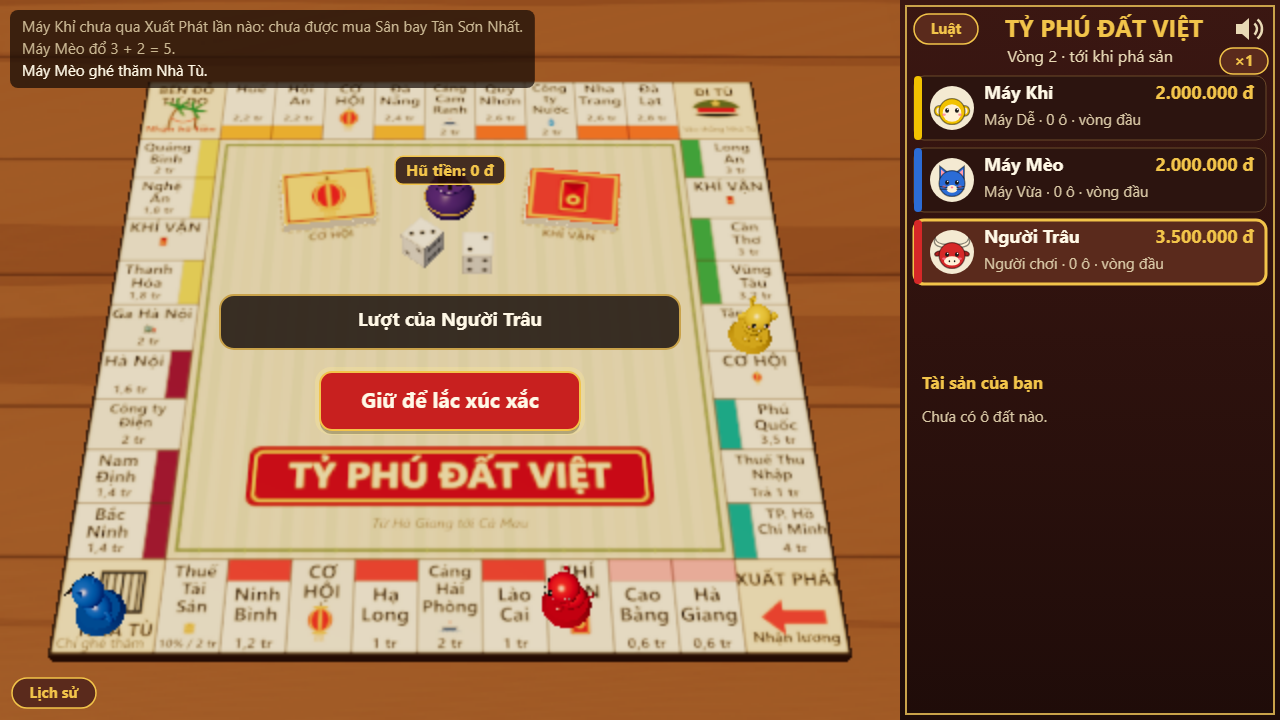 Máy Khỉ chưa qua Xuất Phát lần nào: chưa được mua Sân bay Tân Sơn Nhất.
Máy Mèo đổ 3 + 2 = 5.
Máy Mèo ghé thăm Nhà Tù.
Luật
TỶ PHÚ ĐẤT VIỆT
Vòng 2 · tới khi phá sản
×1
Máy Khỉ
2.000.000 đ
Máy Dễ · 0 ô · vòng đầu
Máy Mèo
2.000.000 đ
Máy Vừa · 0 ô · vòng đầu
Người Trâu
3.500.000 đ
Người chơi · 0 ô · vòng đầu
Tài sản của bạn
Chưa có ô đất nào.
Hũ tiền: 0 đ
CƠ HỘI
KHÍ VẬN
Lượt của Người Trâu
Giữ để lắc xúc xắc
TỶ PHÚ ĐẤT VIỆT
Từ Hà Giang tới Cà Mau
Quảng Bình
2 tr
Nghệ An
1,8 tr
KHÍ VẬN
Thanh Hóa
1,8 tr
Ga Hà Nội
2 tr
Hà Nội
1,6 tr
Công ty Điện
2 tr
Nam Định
1,4 tr
Bắc Ninh
1,4 tr
Chỉ ghé thăm
Thuế Tài Sản
10% / 2 tr
Ninh Bình
1,2 tr
CƠ HỘI
Hạ Long
1 tr
Cảng Hải Phòng
2 tr
Lào Cai
1 tr
Cao Bằng
0,6 tr
Hà Giang
0,6 tr
XUẤT PHÁT
Nhận lương
TP. Hồ Chí Minh
4 tr
Thuế Thu Nhập
Trả 1 tr
Phú Quốc
3,5 tr
CƠ HỘI
Vũng Tàu
3,2 tr
Cần Thơ
3 tr
KHÍ VẬN
Long An
3 tr
ĐI TÙ
Đà Lạt
2,8 tr
Nha Trang
2,6 tr
Công ty Nước
2 tr
Quy Nhơn
2,6 tr
Cảng Cam Ranh
2 tr
Đà Nẵng
2,4 tr
CƠ HỘI
Hội An
2,2 tr
Huế
2,2 tr
Lịch sử